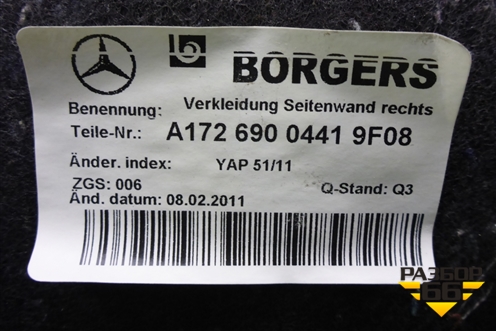 BORGERS
Benennung: Verkleidung Seitenwand rechts
Teile-Nr.: A172 690 0441 9F08
Änder. index: YAP 51/11
ZGS: 006 Q-Stand: Q3
Änd. datum: 08.02.2011
РАЗБОР
66